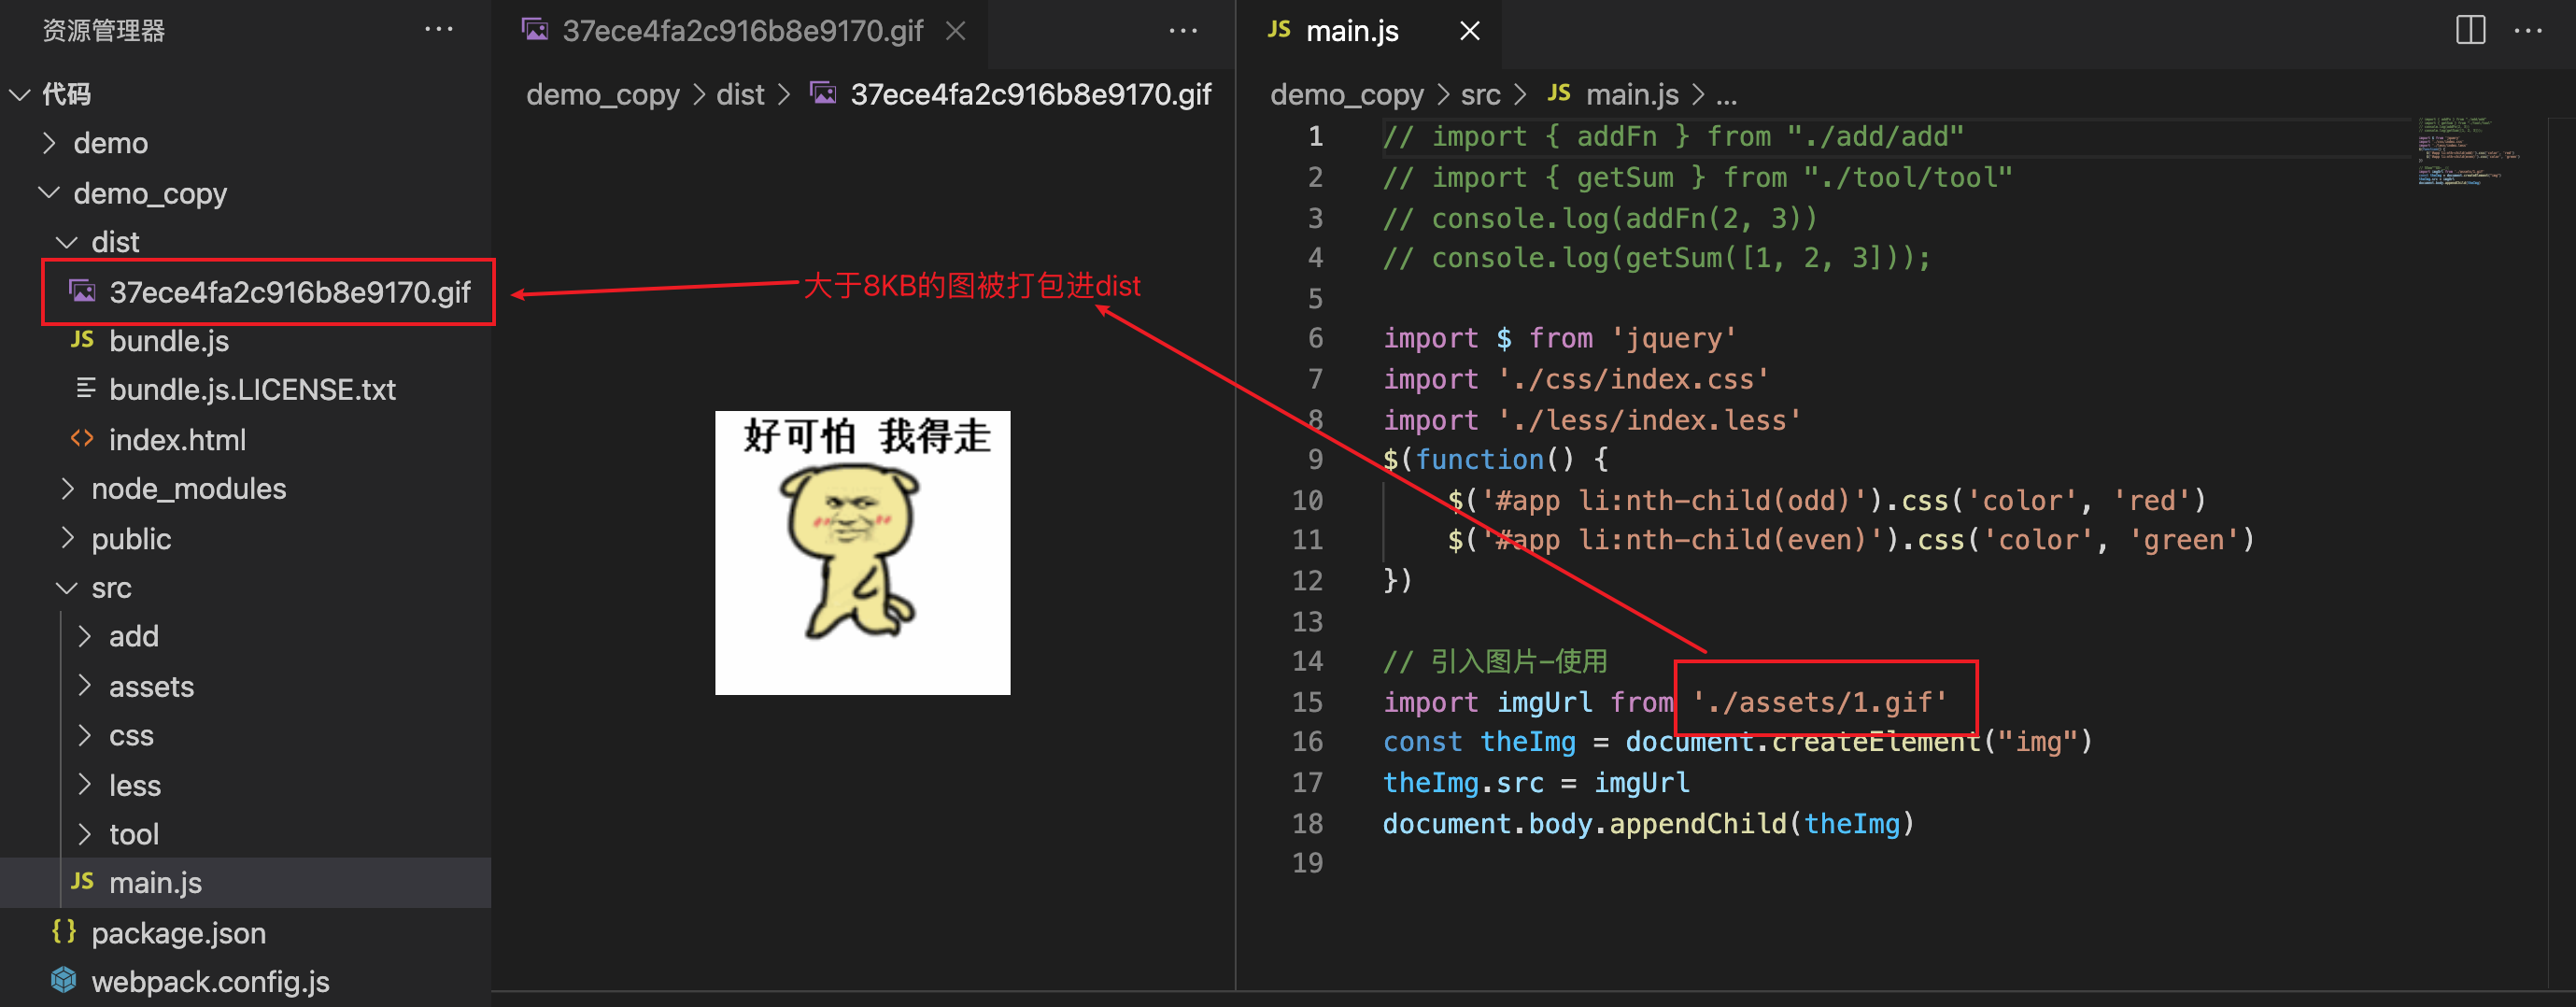 资源管理器
代码
demo
demo_copy
dist
37ece4fa2c916b8e9170.gif
bundle.js
bundle.js.LICENSE.txt
index.html
node_modules
public
src
add
assets
css
less
tool
main.js
package.json
webpack.config.js
37ece4fa2c916b8e9170.gif
demo_copy > dist > 37ece4fa2c916b8e9170.gif
大于8KB的图被打包进dist
好可怕 我得走
JS main.js
demo_copy > src > JS main.js > ...
1 // import { addFn } from "./add/add"
2 // import { getSum } from "./tool/tool"
3 // console.log(addFn(2, 3))
4 // console.log(getSum([1, 2, 3]));
5
6 import $ from 'jquery'
7 import './css/index.css'
8 import './less/index.less'
9 $(function() {
10 $('#app li:nth-child(odd)').css('color', 'red')
11 $('#app li:nth-child(even)').css('color', 'green')
12 })
13
14 // 引入图片-使用
15 import imgUrl from './assets/1.gif'
16 const theImg = document.createElement("img")
17 theImg.src = imgUrl
18 document.body.appendChild(theImg)
19